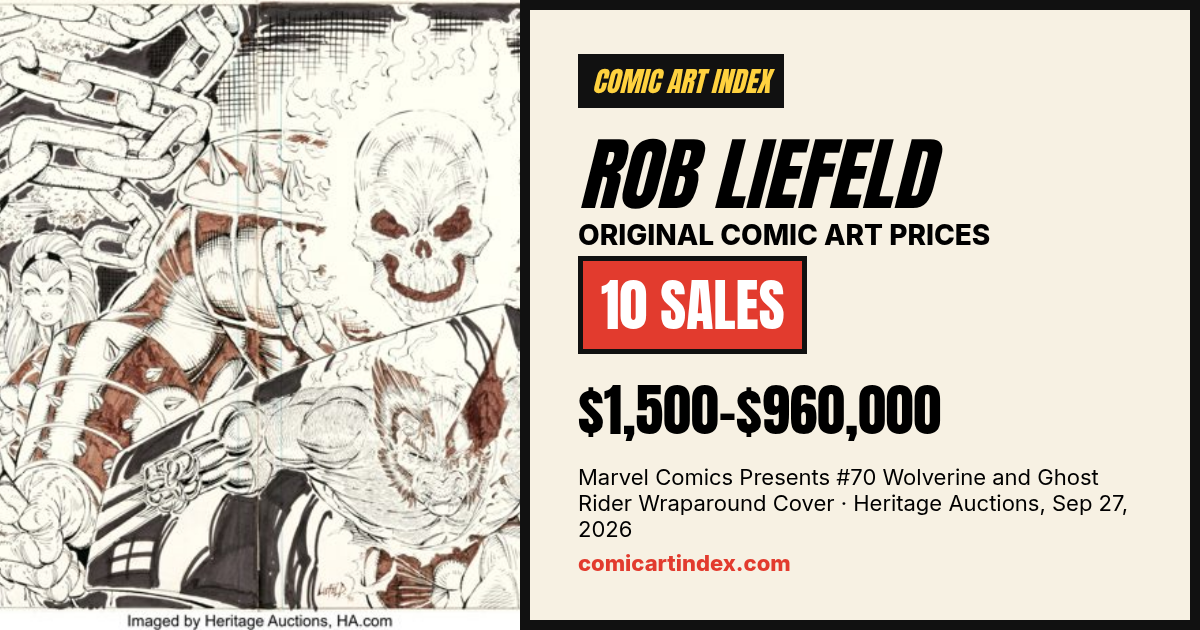 COMIC ART INDEX
ROB LIEFELD
ORIGINAL COMIC ART PRICES
10 SALES
$1,500–$960,000
Marvel Comics Presents #70 Wolverine and Ghost
Rider Wraparound Cover · Heritage Auctions, Sep 27,
2026
comicartindex.com
Liefeld
Imaged by Heritage Auctions, HA.com